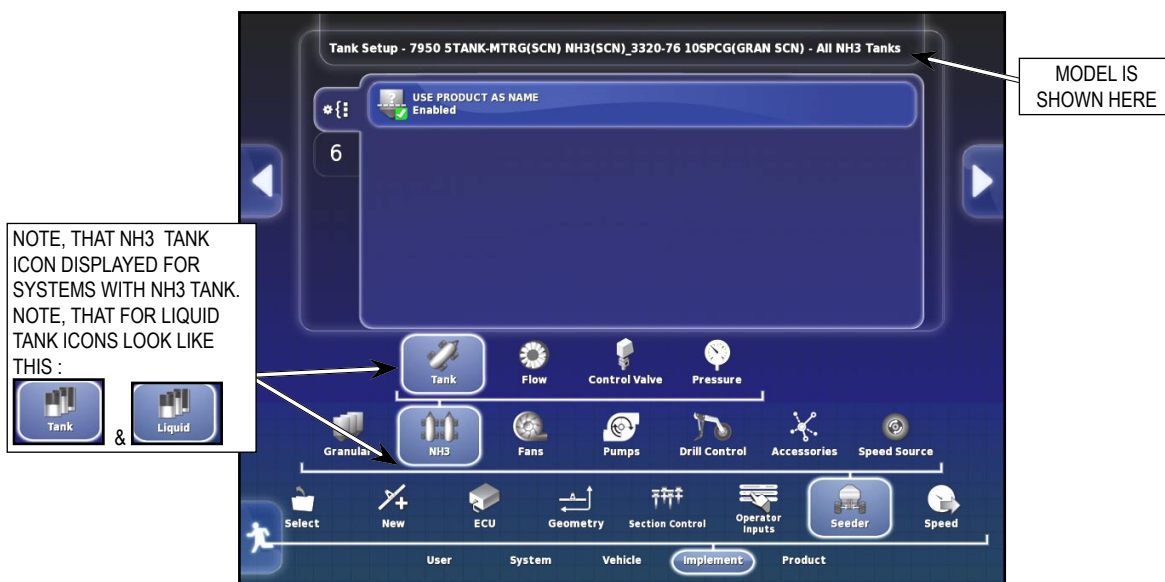 Tank Setup - 7950 5TANK-MTRG(SCN) NH3(SCN)_3320-76 10SPCG(GRAN SCN) - All NH3 Tanks
MODEL IS
SHOWN HERE
USE PRODUCT AS NAME
Enabled
6
NOTE, THAT NH3 TANK
ICON DISPLAYED FOR
SYSTEMS WITH NH3 TANK.
NOTE, THAT FOR LIQUID
TANK ICONS LOOK LIKE
THIS :
Tank & Liquid
Tank Flow Control Valve Pressure
Granular NH3 Fans Pumps Drill Control Accessories Speed Source
Select New ECU Geometry Section Control Operator Inputs Seeder Speed
User System Vehicle Implement Product